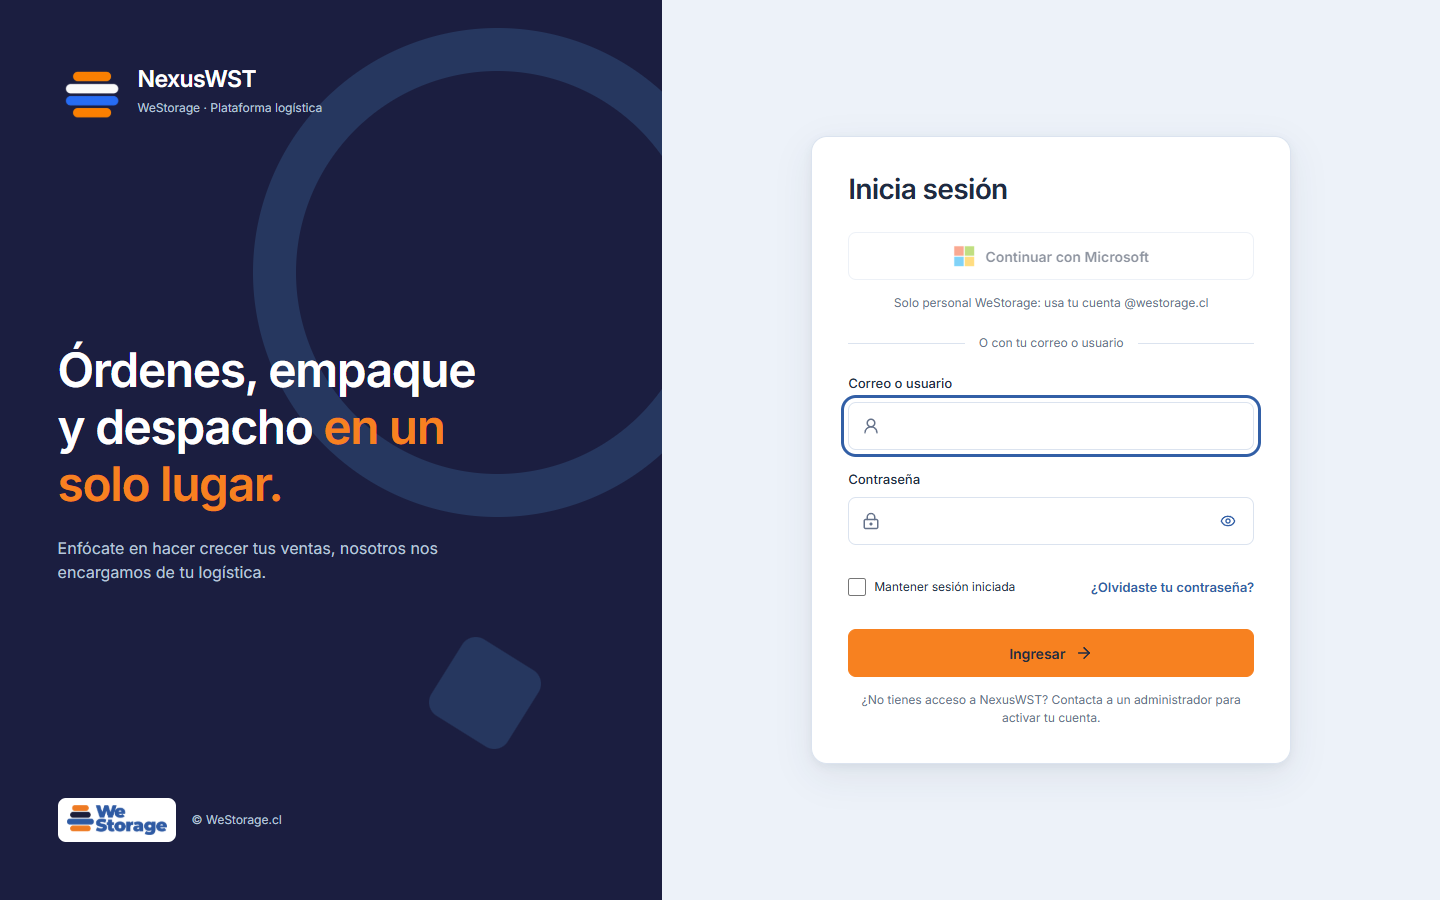 NexusWST
WeStorage · Plataforma logística
Órdenes, empaque
y despacho en un
solo lugar.
Enfócate en hacer crecer tus ventas, nosotros nos
encargamos de tu logística.
We
Storage
© WeStorage.cl
Inicia sesión
Continuar con Microsoft
Solo personal WeStorage: usa tu cuenta @westorage.cl
O con tu correo o usuario
Correo o usuario
Contraseña
Mantener sesión iniciada
¿Olvidaste tu contraseña?
Ingresar
¿No tienes acceso a NexusWST? Contacta a un administrador para
activar tu cuenta.